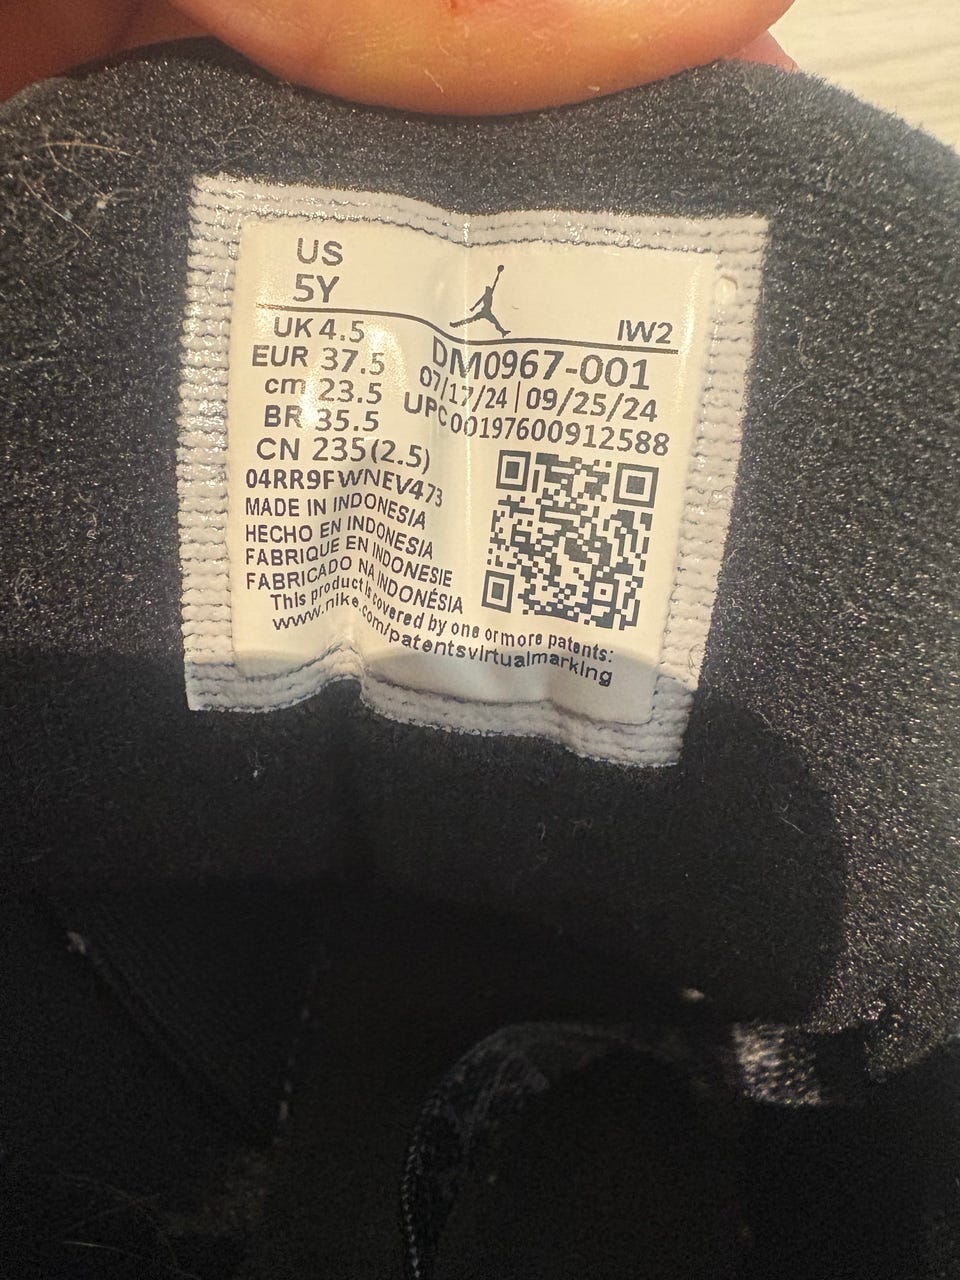 US
5Y
IW2
UK 4.5
EUR 37.5
cm 23.5
BR 35.5
CN 235(2.5)
DM0967-001
07/17/24 | 09/25/24
UPC 00197600912588
04RR9FWNEV473
MADE IN INDONESIA
HECHO EN INDONESIA
FABRIQUE EN INDONESIE
FABRICADO NA INDONÉSIA
This product is covered by one or more patents:
www.nike.com/patentsvirtualmarking